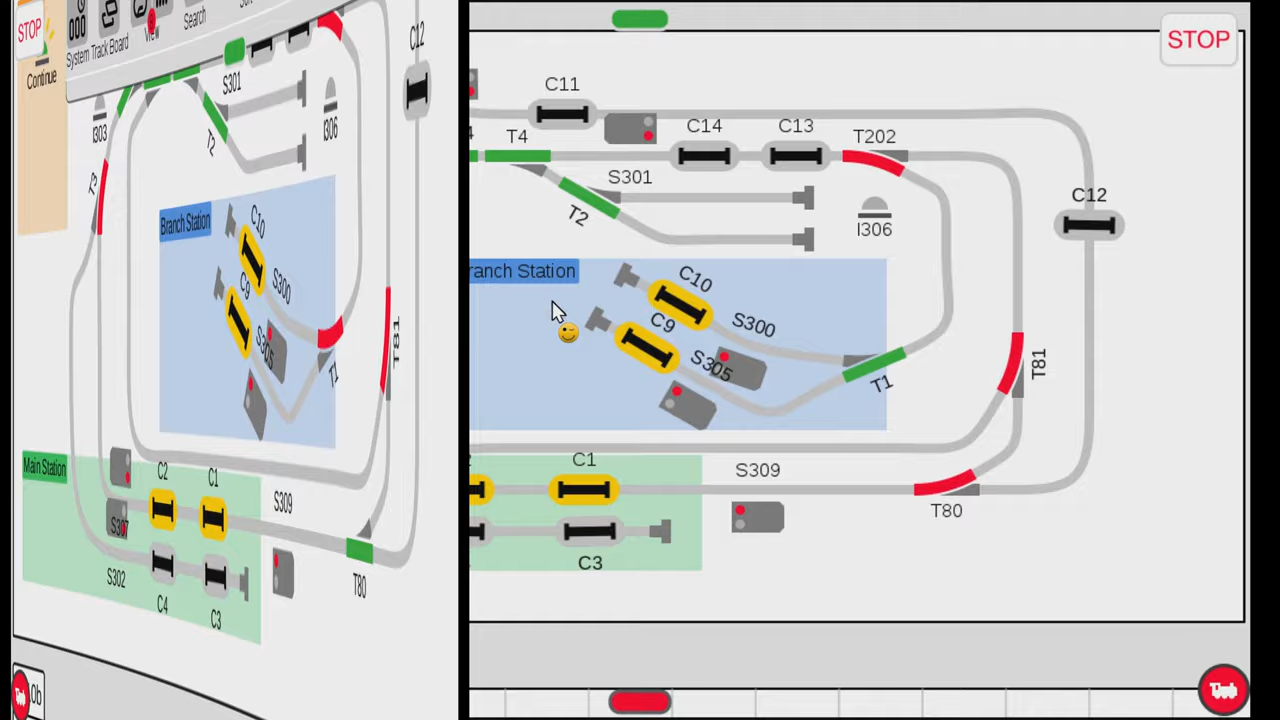 STOP
Continue
System
Track Board
View
Search
S301
C12
I303
T2
I306
T3
Branch Station
C10
S300
C9
S305
T1
T81
Main Station
C2
C1
S309
S307
S302
C4
C3
T80
STOP
C11
T4
C14
C13
T202
S301
T2
I306
C12
ranch Station
C10
S300
C9
S305
T1
T81
C1
S309
T80
C3